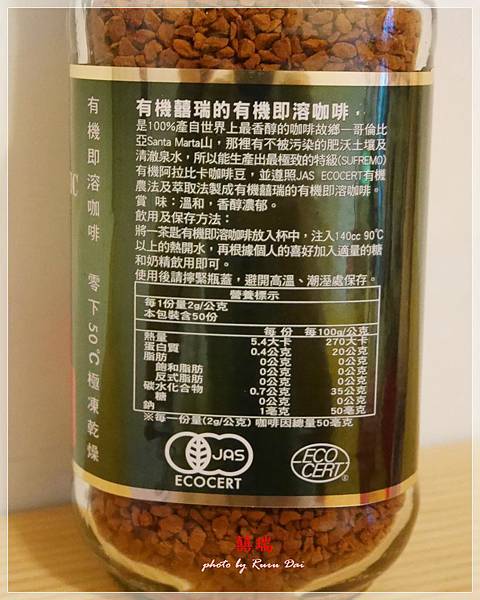 有機囍瑞的有機即溶咖啡,
是100%產自世界上最香醇的咖啡故鄉—哥倫比
亞Santa Marta山,那裡有不被污染的肥沃土壤及
清澈泉水,所以能生產出最極致的特級(SUFREMO)
有機阿拉比卡咖啡豆,並遵照JAS ECOCERT有機
農法及萃取法製成有機囍瑞的有機即溶咖啡。
賞 味:溫和,香醇濃郁。
飲用及保存方法:
將一茶匙有機即溶咖啡放入杯中,注入140cc 90℃
以上的熱開水,再根據個人的喜好加入適量的糖
和奶精飲用即可。
使用後請擰緊瓶蓋,避開高溫、潮溼處保存。
營養標示
每1份量2g/公克
本包裝含50份
每 份 每100g/公克
熱量 5.4大卡 270大卡
蛋白質 0.4公克 20公克
脂肪 0公克 0公克
飽和脂肪 0公克 0公克
反式脂肪 0公克 0公克
碳水化合物 0.7公克 35公克
糖 0公克 0公克
鈉 1毫克 50毫克
※每一份量(2g/公克) 咖啡因總量50毫克
JAS
ECOCERT
ECO
CERT
®
有機即溶咖啡 零下50℃極凍乾燥
IC
囍瑞
photo by Ruru Dai